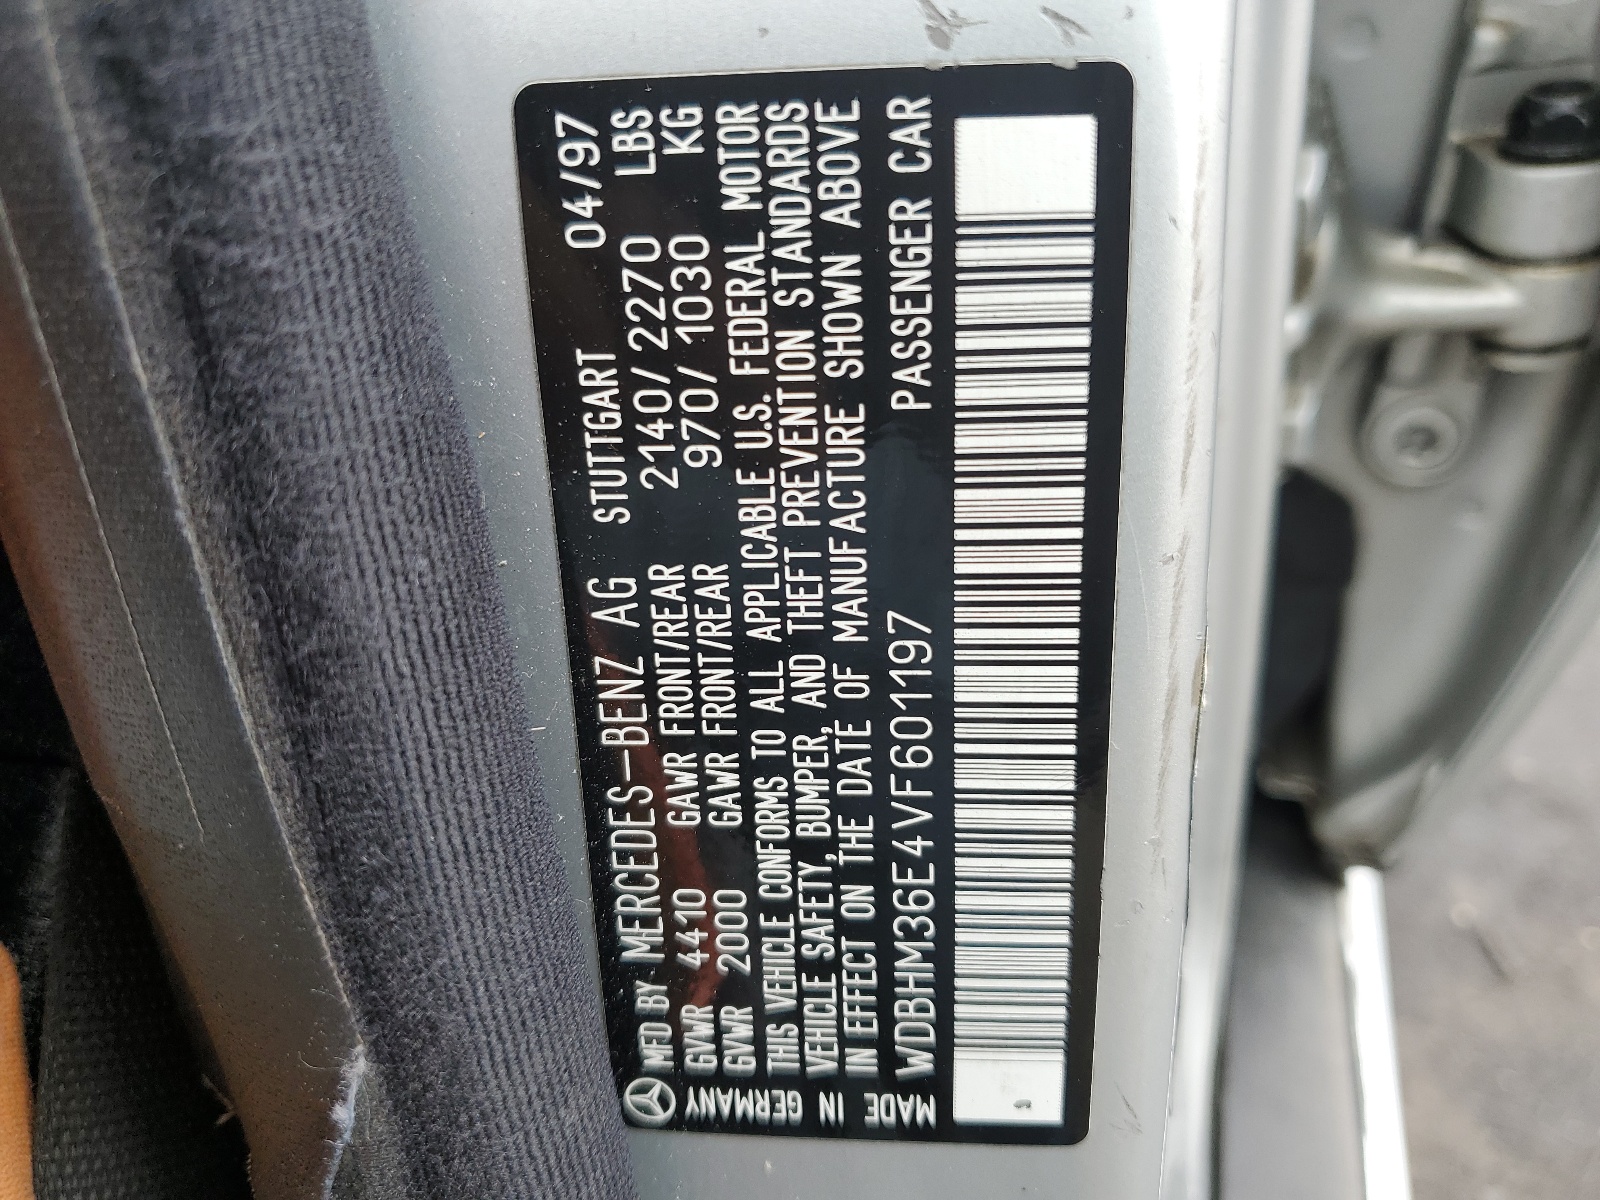 MFD BY MERCEDES-BENZ AG STUTTGART 04/97
GVWR 4410 GAWR FRONT/REAR 2140/2270 LBS
GVWR 2000 GAWR FRONT/REAR 970/1030 KG
THIS VEHICLE CONFORMS TO ALL APPLICABLE U.S. FEDERAL MOTOR
VEHICLE SAFETY, BUMPER, AND THEFT PREVENTION STANDARDS
IN EFFECT ON THE DATE OF MANUFACTURE SHOWN ABOVE
WDBHM36E4VF601197 PASSENGER CAR
MADE IN GERMANY